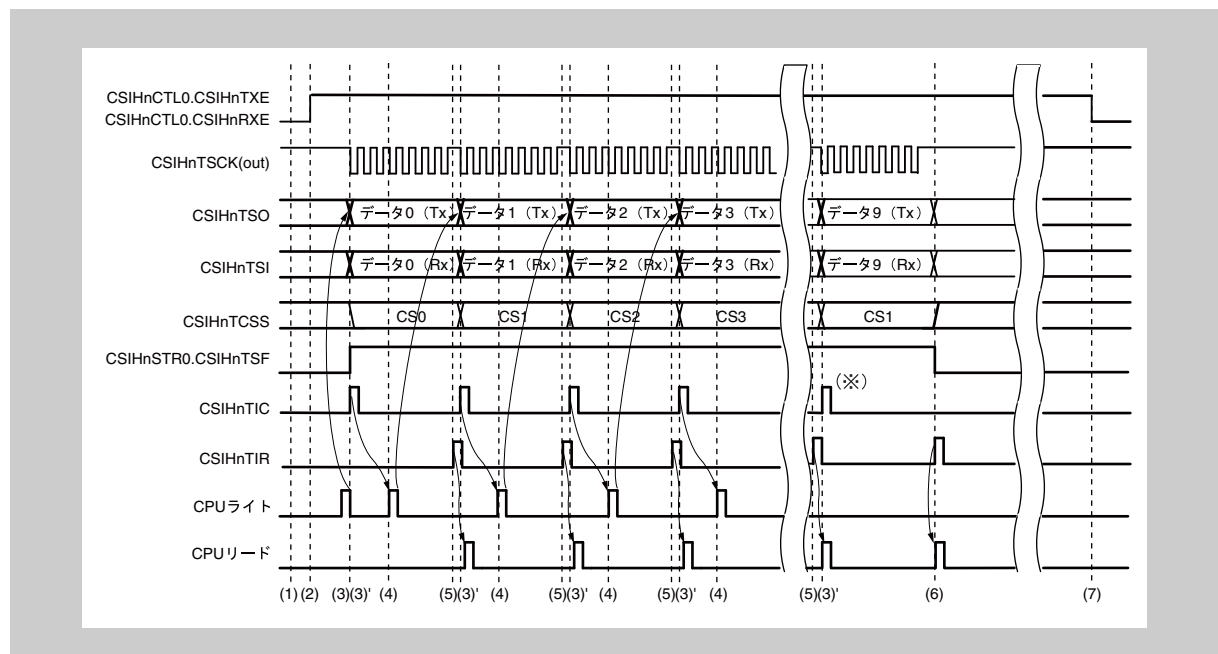 CSIHnCTL0.CSIHnTXE
CSIHnCTL0.CSIHnRXE
CSIHnTSCK(out)
CSIHnTSO
データ0（Tx）
データ1（Tx）
データ2（Tx）
データ3（Tx）
データ9（Tx）
CSIHnTSI
データ0（Rx）
データ1（Rx）
データ2（Rx）
データ3（Rx）
データ9（Rx）
CSIHnTCSS
CS0
CS1
CS2
CS3
CS1
CSIHnSTR0.CSIHnTSF
CSIHnTIC
（※）
CSIHnTIR
CPUライト
CPUリード
(1)(2) (3)(3)' (4) (5)(3)' (4) (5)(3)' (4) (5)(3)' (4) (5)(3)' (6) (7)